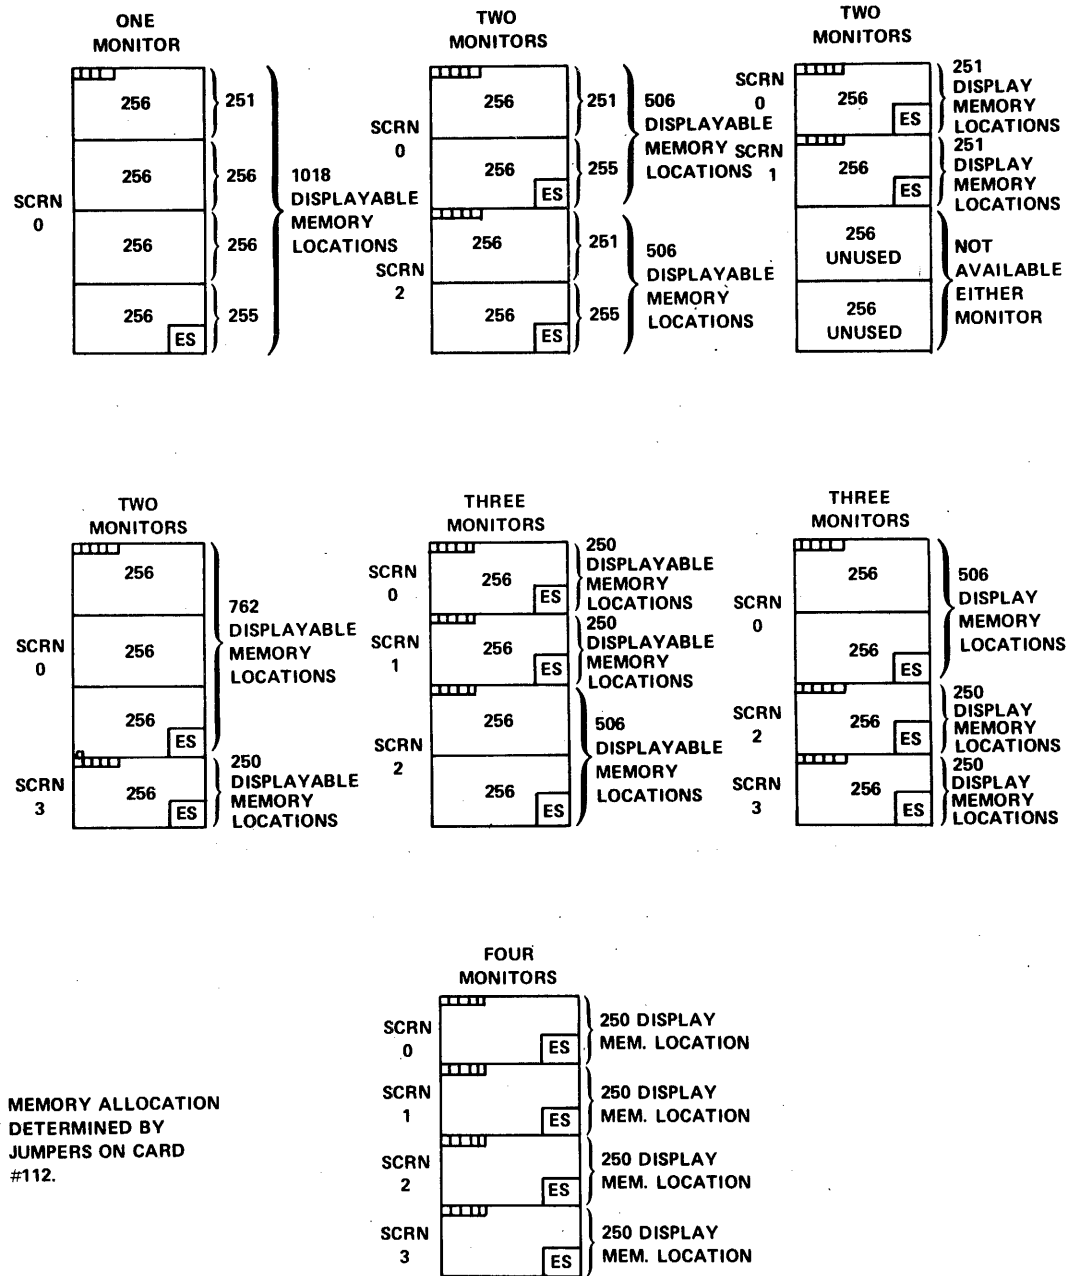 ONE
MONITOR
SCRN
0
256
256
256
256
ES
251
256
256
255
1018
DISPLAYABLE
MEMORY
LOCATIONS
TWO
MONITORS
SCRN
0
256
256
ES
251
255
506
DISPLAYABLE
MEMORY
LOCATIONS
SCRN
2
256
256
ES
251
255
506
DISPLAYABLE
MEMORY
LOCATIONS
TWO
MONITORS
SCRN
0
256
ES
251
DISPLAY
MEMORY
LOCATIONS
SCRN
1
256
ES
251
DISPLAY
MEMORY
LOCATIONS
256
UNUSED
256
UNUSED
NOT
AVAILABLE
EITHER
MONITOR
TWO
MONITORS
SCRN
0
256
256
256
ES
762
DISPLAYABLE
MEMORY
LOCATIONS
SCRN
3
256
ES
250
DISPLAYABLE
MEMORY
LOCATIONS
THREE
MONITORS
SCRN
0
256
ES
250
DISPLAYABLE
MEMORY
LOCATIONS
SCRN
1
256
ES
250
DISPLAYABLE
MEMORY
LOCATIONS
SCRN
2
256
256
ES
506
DISPLAYABLE
MEMORY
LOCATIONS
THREE
MONITORS
SCRN
0
256
256
ES
506
DISPLAY
MEMORY
LOCATIONS
SCRN
2
256
ES
250
DISPLAY
MEMORY
LOCATIONS
SCRN
3
256
ES
250
DISPLAY
MEMORY
LOCATIONS
FOUR
MONITORS
SCRN
0
ES
250 DISPLAY
MEM. LOCATION
SCRN
1
ES
250 DISPLAY
MEM. LOCATION
SCRN
2
ES
250 DISPLAY
MEM. LOCATION
SCRN
3
ES
250 DISPLAY
MEM. LOCATION
MEMORY ALLOCATION
DETERMINED BY
JUMPERS ON CARD
#112.